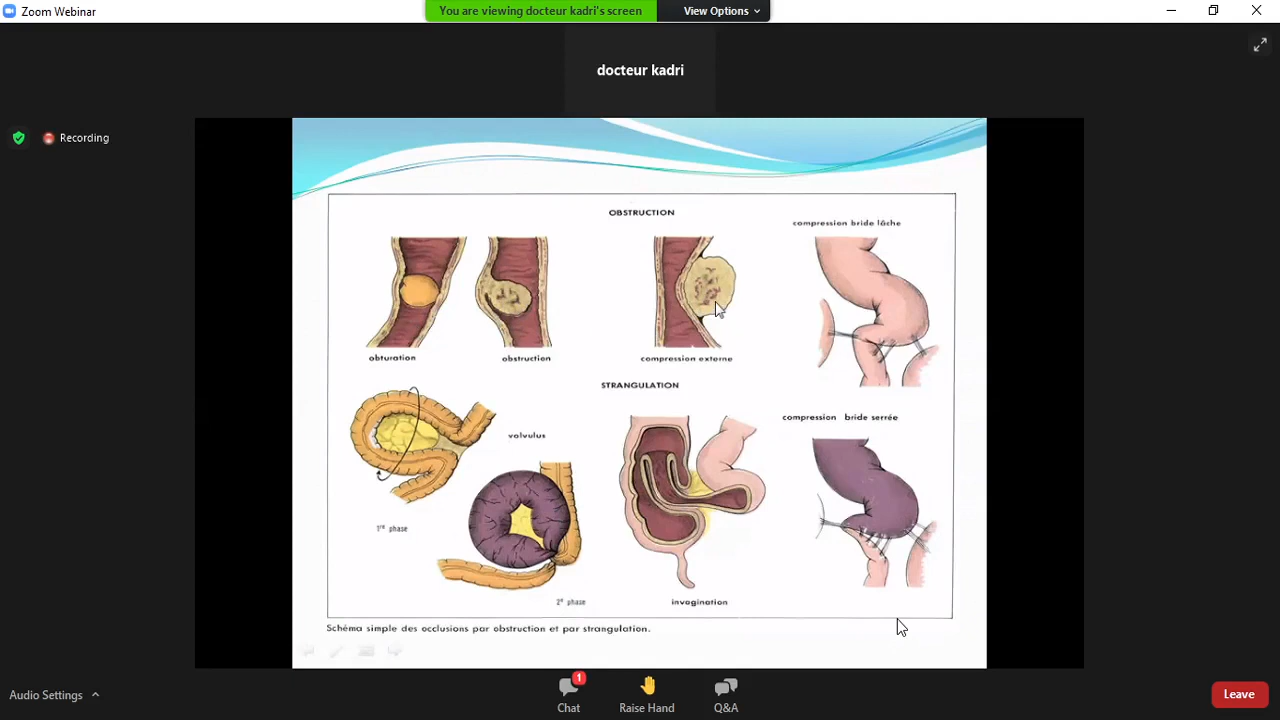 Zoom Webinar
You are viewing docteur kadri's screen
View Options
docteur kadri
Recording
OBSTRUCTION
compression bride lâche
obturation
obstruction
compression externe
STRANGULATION
compression bride serrée
volvulus
1re phase
2e phase
invagination
Schéma simple des occlusions par obstruction et par strangulation.
Audio Settings
1
Chat
Raise Hand
Q&A
Leave